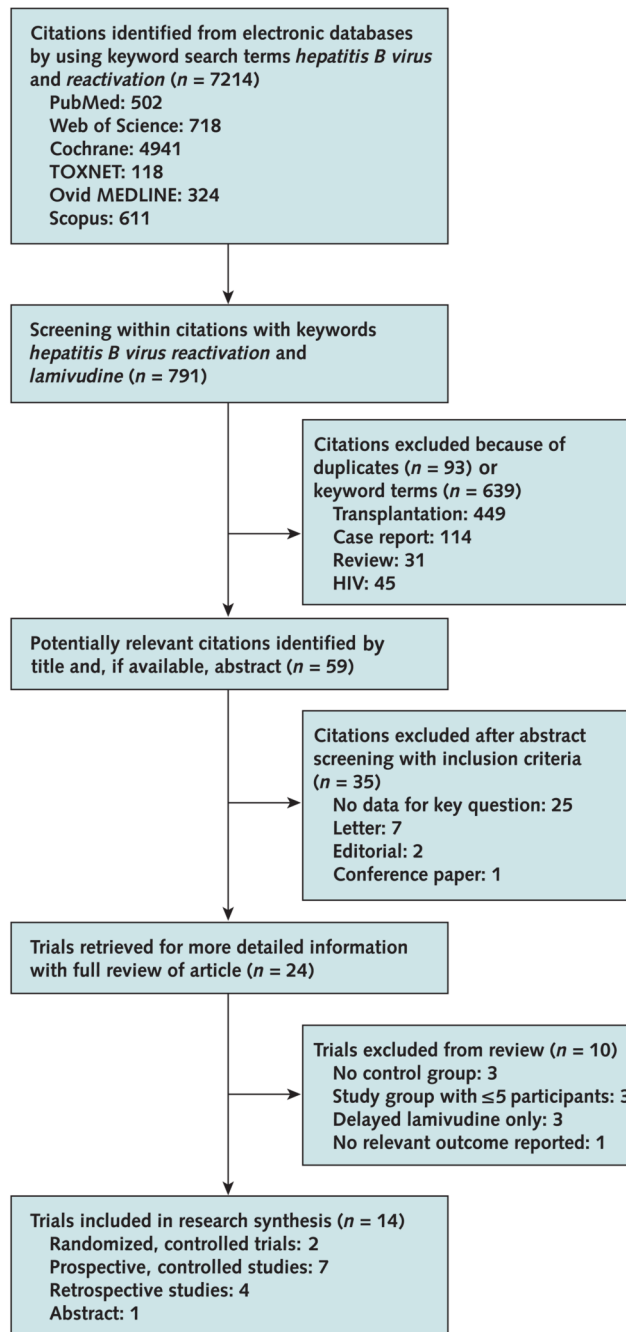 Citations identified from electronic databases
by using keyword search terms hepatitis B virus
and reactivation (n = 7214)
PubMed: 502
Web of Science: 718
Cochrane: 4941
TOXNET: 118
Ovid MEDLINE: 324
Scopus: 611
Screening within citations with keywords
hepatitis B virus reactivation and
lamivudine (n = 791)
Citations excluded because of
duplicates (n = 93) or
keyword terms (n = 639)
Transplantation: 449
Case report: 114
Review: 31
HIV: 45
Potentially relevant citations identified by
title and, if available, abstract (n = 59)
Citations excluded after abstract
screening with inclusion criteria
(n = 35)
No data for key question: 25
Letter: 7
Editorial: 2
Conference paper: 1
Trials retrieved for more detailed information
with full review of article (n = 24)
Trials excluded from review (n = 10)
No control group: 3
Study group with ≤5 participants: 3
Delayed lamivudine only: 3
No relevant outcome reported: 1
Trials included in research synthesis (n = 14)
Randomized, controlled trials: 2
Prospective, controlled studies: 7
Retrospective studies: 4
Abstract: 1